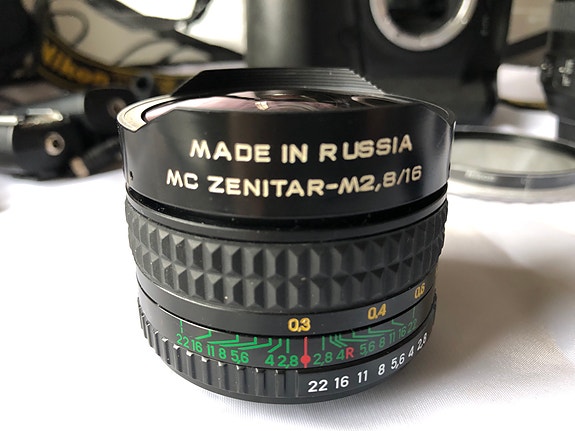 Nikon
MADE IN RUSSIA
MC ZENITAR-M2,8/16
0.3 0.4 0.5
22 16 11 8 5,6 4 2,8 2,8 4 R 5,6 8 11 16 22
22 16 11 8 5,6 4 2,8